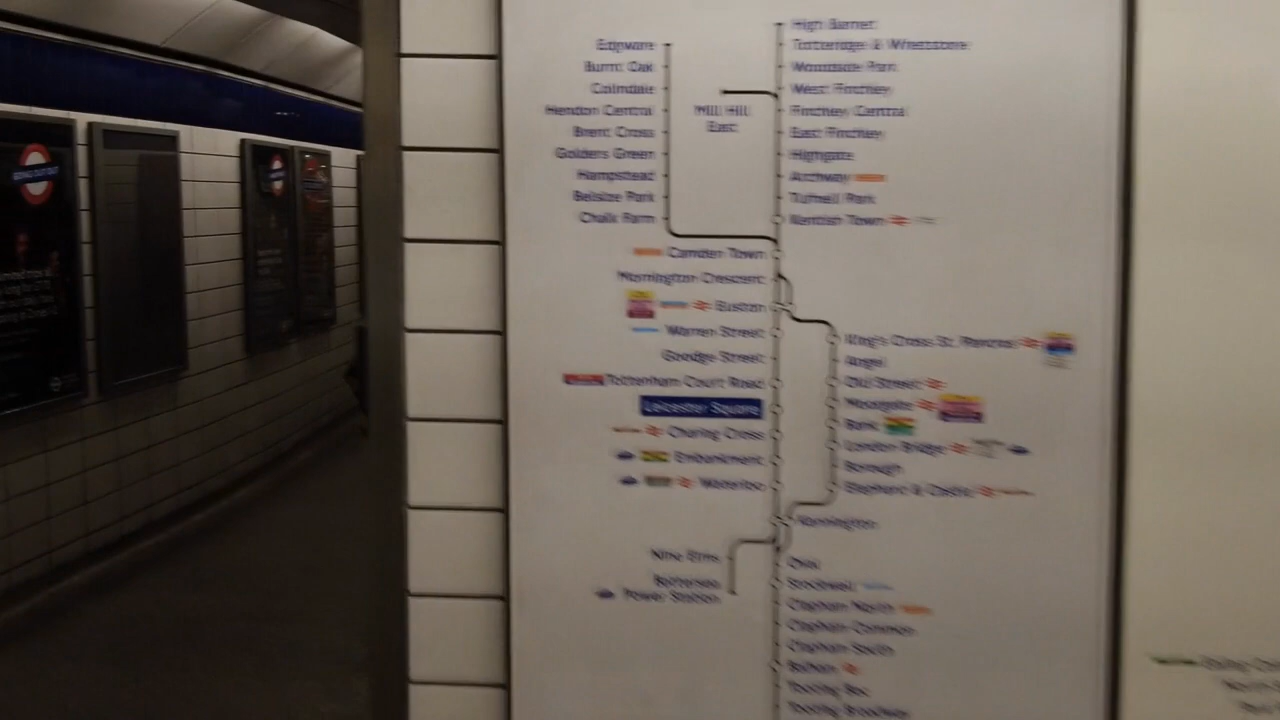 Edgware
Burnt Oak
Colindale
Hendon Central
Brent Cross
Golders Green
Hampstead
Belsize Park
Chalk Farm
Mill Hill
East
High Barnet
Totteridge & Whetstone
Woodside Park
West Finchley
Finchley Central
East Finchley
Highgate
Archway
Tufnell Park
Kentish Town
Camden Town
Mornington Crescent
Euston
Warren Street
Goodge Street
Tottenham Court Road
Leicester Square
Charing Cross
Embankment
Waterloo
King's Cross St. Pancras
Angel
Old Street
Moorgate
Bank
London Bridge
Borough
Elephant & Castle
Kennington
Nine Elms
Battersea
Power Station
Oval
Stockwell
Clapham North
Clapham Common
Clapham South
Balham
Tooting Bec
Tooting Broadway